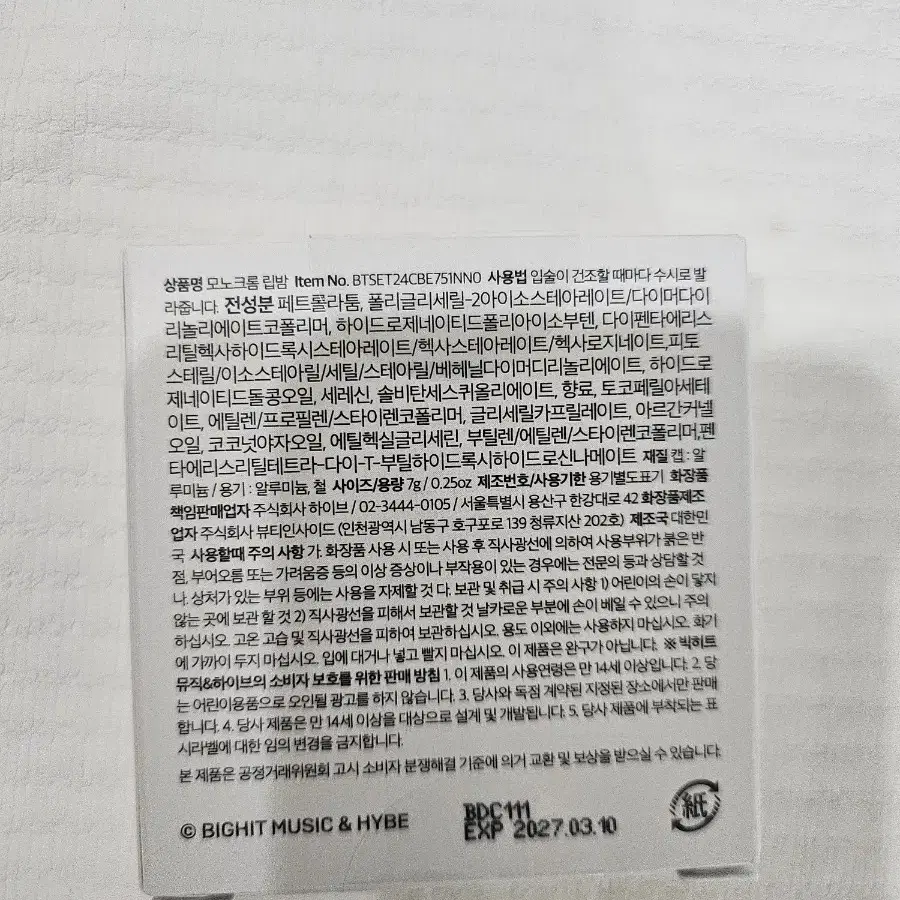 상품명 모노크롬 립밤 Item No. BTSET24CBE751NN0 사용법 입술이 건조할 때마다 수시로 발
라줍니다. 전성분 페트롤라툼, 폴리글리세릴-2아이소스테아레이트/다이머다이
리놀리에이트코폴리머, 하이드로제네이티드폴리아이소부텐, 다이펜타에리스
리틸헥사하이드록시스테아레이트/헥사스테아레이트/헥사로지네이트,피토
스테릴/이소스테아릴/세틸/스테아릴/베헤닐다이머디리놀리에이트, 하이드로
제네이티드돌콩오일, 세레신, 솔비탄세스퀴올리에이트, 향료, 토코페릴아세테
이트, 에틸렌/프로필렌/스타이렌코폴리머, 글리세릴카프릴레이트, 아르간커넬
오일, 코코넛야자오일, 에틸헥실글리세린, 부틸렌/에틸렌/스타이렌코폴리머,펜
타에리스리틸테트라-다이-T-부틸하이드록시하이드로신나메이트 재질 캡 : 알
루미늄 / 용기 : 알루미늄, 철 사이즈/용량 7g / 0.25oz 제조번호/사용기한 용기별도표기 화장품
책임판매업자 주식회사 하이브 / 02-3444-0105 / 서울특별시 용산구 한강대로 42 화장품제조
업자 주식회사 뷰티인사이드 (인천광역시 남동구 호구포로 139 청류지산 202호) 제조국 대한민
국 사용할때 주의 사항 가. 화장품 사용 시 또는 사용 후 직사광선에 의하여 사용부위가 붉은 반
점, 부어오름 또는 가려움증 등의 이상 증상이나 부작용이 있는 경우에는 전문의 등과 상담할 것
나. 상처가 있는 부위 등에는 사용을 자제할 것 다. 보관 및 취급 시 주의 사항 1) 어린이의 손이 닿지
않는 곳에 보관 할 것 2) 직사광선을 피해서 보관할 것 날카로운 부분에 손이 베일 수 있으니 주의
하십시오. 고온 고습 및 직사광선을 피하여 보관하십시오. 용도 이외에는 사용하지 마십시오. 화기
에 가까이 두지 마십시오. 입에 대거나 넣고 빨지 마십시오. 이 제품은 완구가 아닙니다. ※ 빅히트
뮤직&하이브의 소비자 보호를 위한 판매 방침 1. 이 제품의 사용연령은 만 14세 이상입니다. 2. 당
는 어린이용품으로 오인될 광고를 하지 않습니다. 3. 당사와 독점 계약된 지정된 장소에서만 판매
합니다. 4. 당사 제품은 만 14세 이상을 대상으로 설계 및 개발됩니다. 5. 당사 제품에 부착되는 표
시라벨에 대한 임의 변경을 금지합니다.
본 제품은 공정거래위원회 고시 소비자 분쟁해결 기준에 의거 교환 및 보상을 받으실 수 있습니다.
© BIGHIT MUSIC & HYBE
BDC111
EXP 2027.03.10
紙